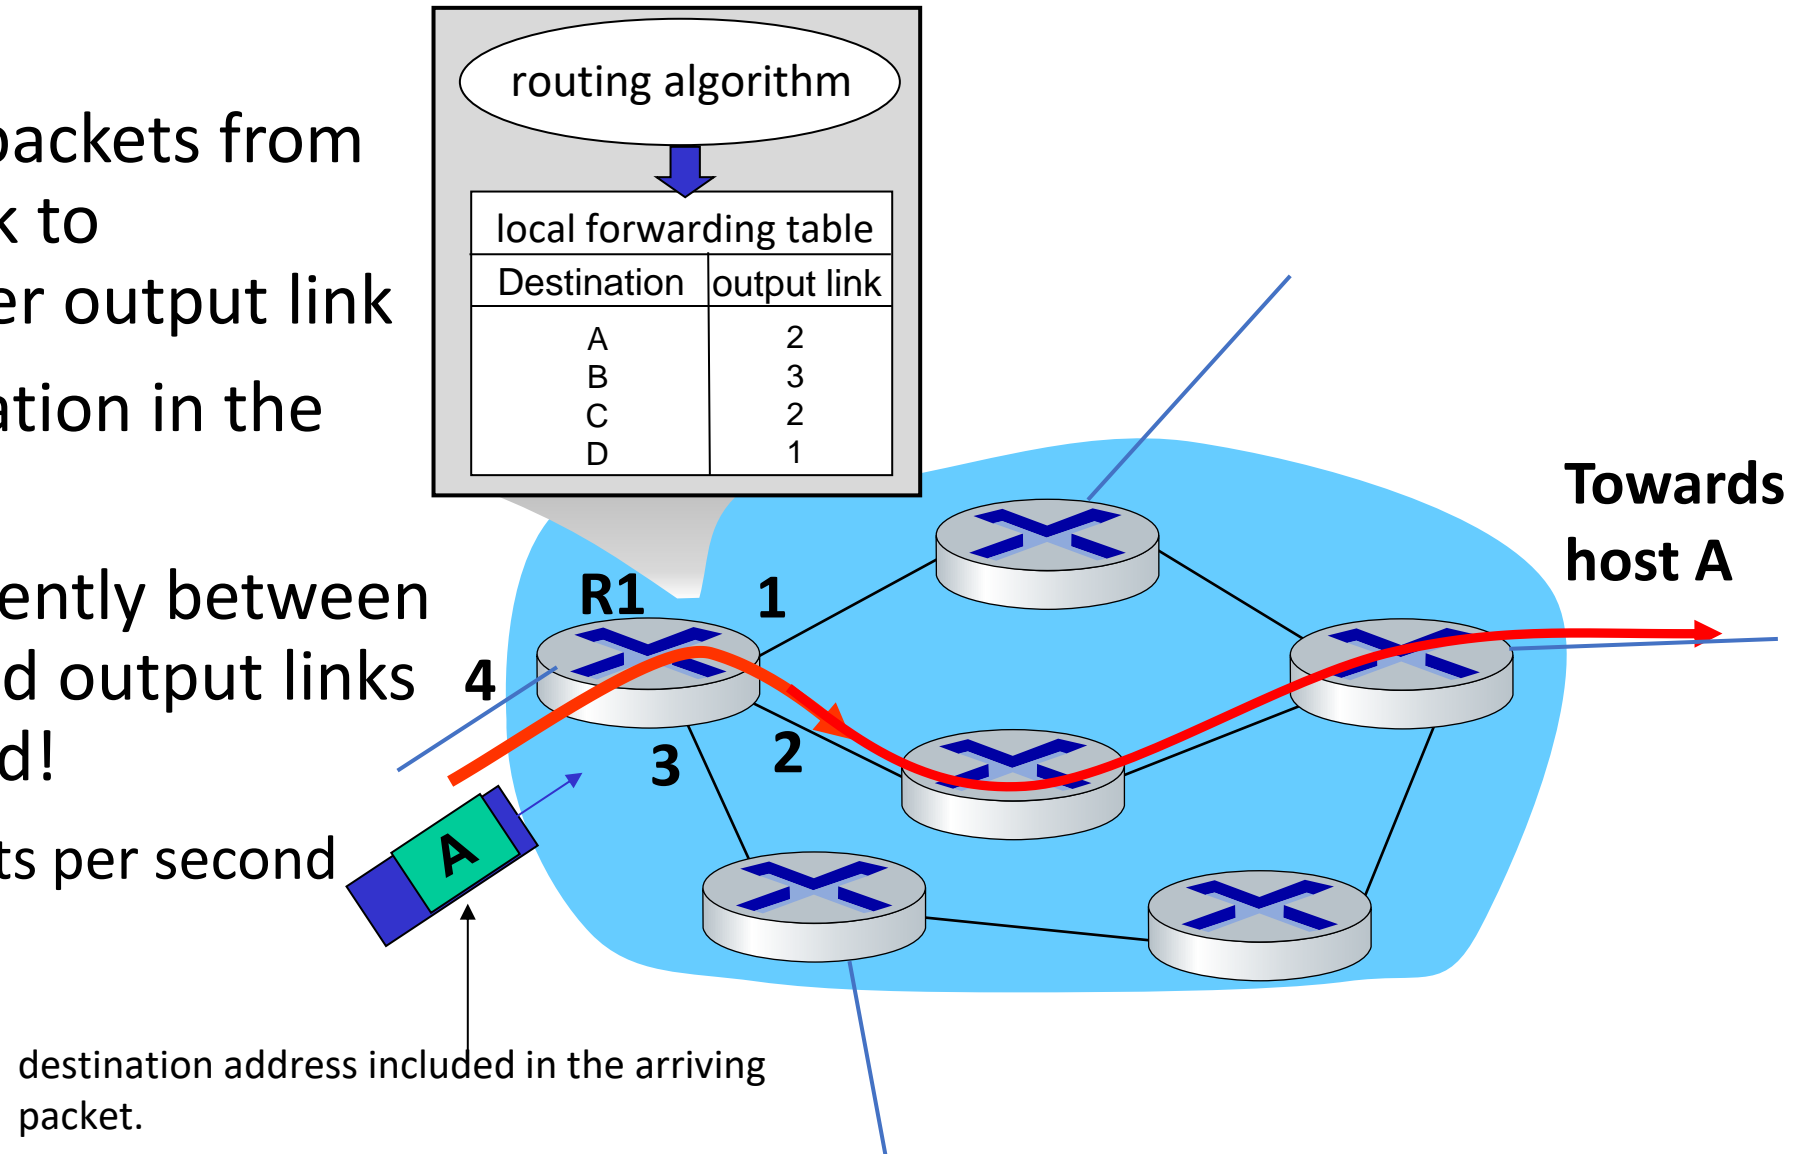 packets from
k to
er output link
ation in the
ently between
d output links
d!
ts per second
routing algorithm
local forwarding table
Destination output link
A 2
B 3
C 2
D 1
R1
1
2
3
4
A
Towards
host A
destination address included in the arriving
packet.